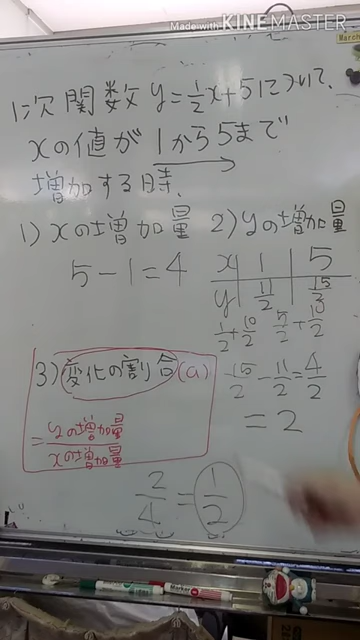 Made with KINEMASTER
March
1次関数 y=1/2x+5について、
xの値が1から5まで
増加する時、
1) xの増加量
5-1=4
2) yの増加量
x 1 5
y 11/2 15/2
1/2+10/2 5/2+10/2
15/2-11/2=4/2
=2
3) 変化の割合(a)
=yの増加量/xの増加量
2/4=1/2